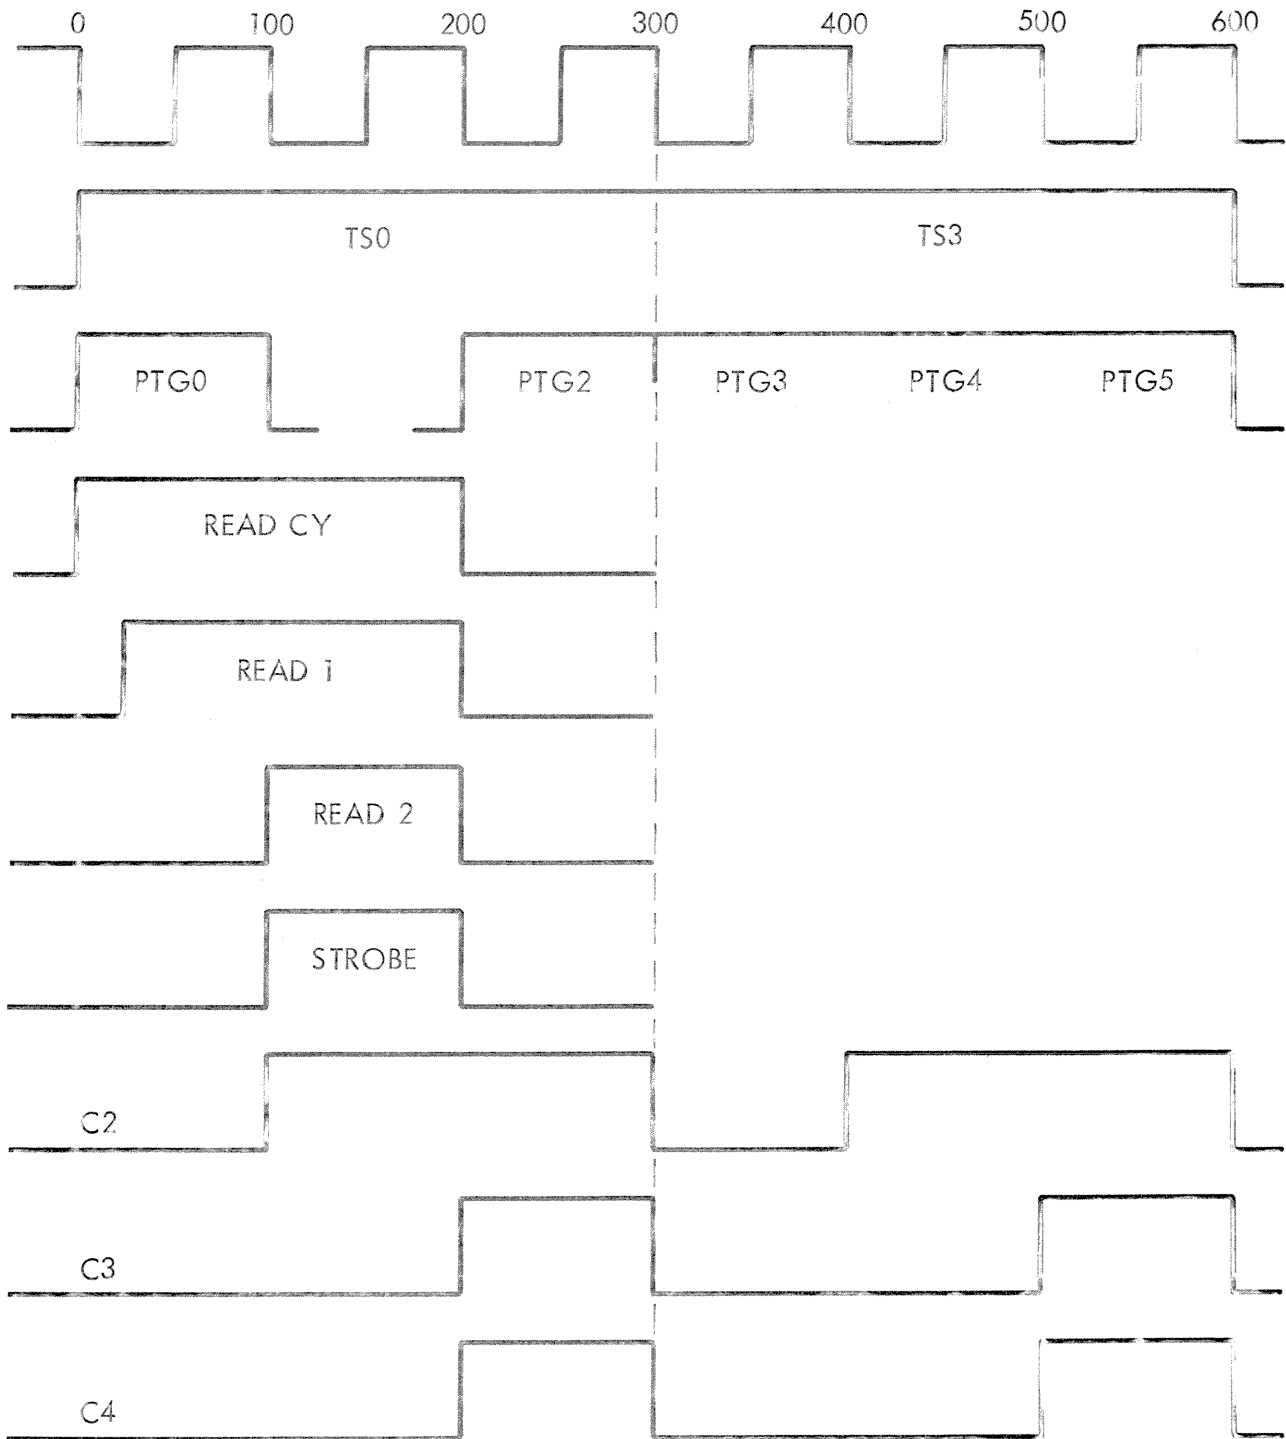 0 100 200 300 400 500 600
TS0 TS3
PTG0 PTG2 PTG3 PTG4 PTG5
READ CY
READ 1
READ 2
STROBE
C2
C3
C4